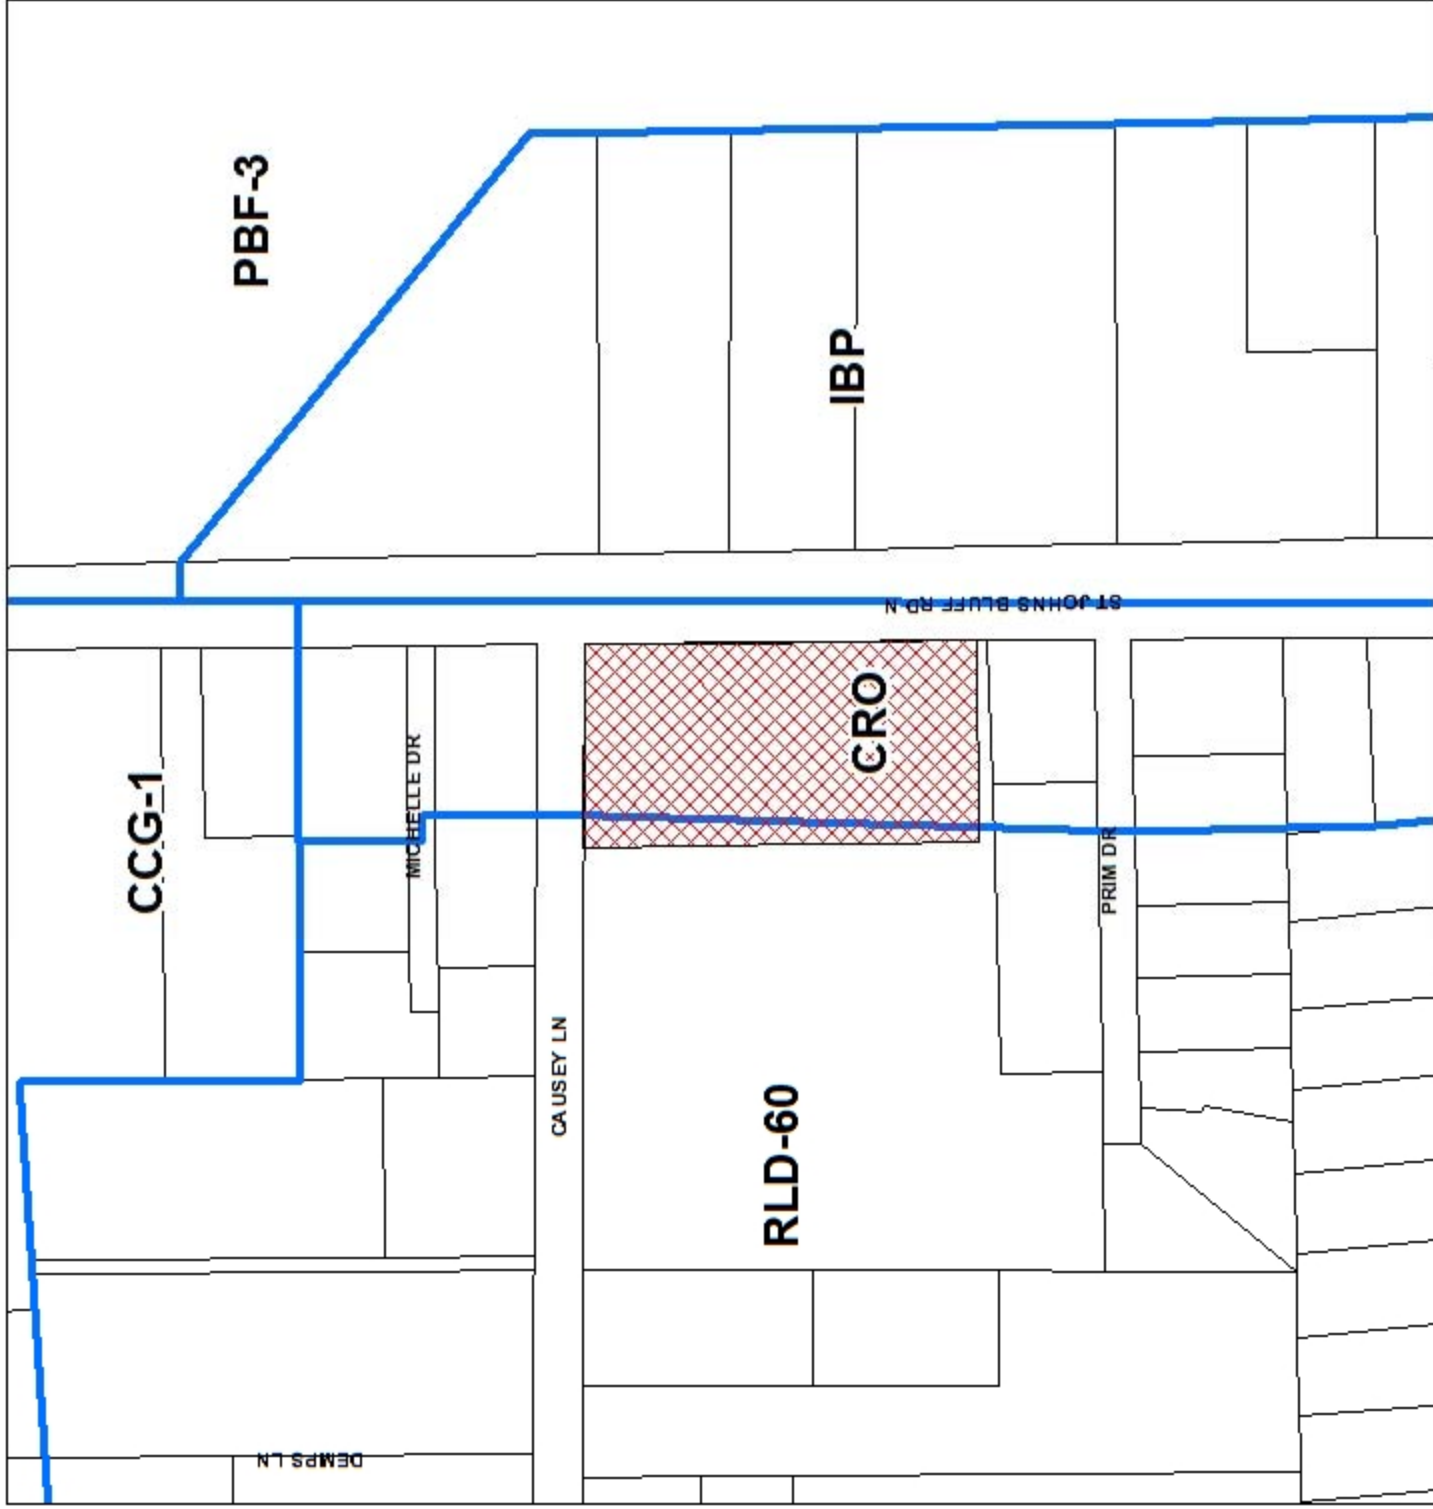 PBF-3
IBP
ST JOHNS BLUFF RD N
CRO
CCG-1
MICHELLE DR
PRIM DR
CAUSEY LN
RLD-60
DEMPS LN